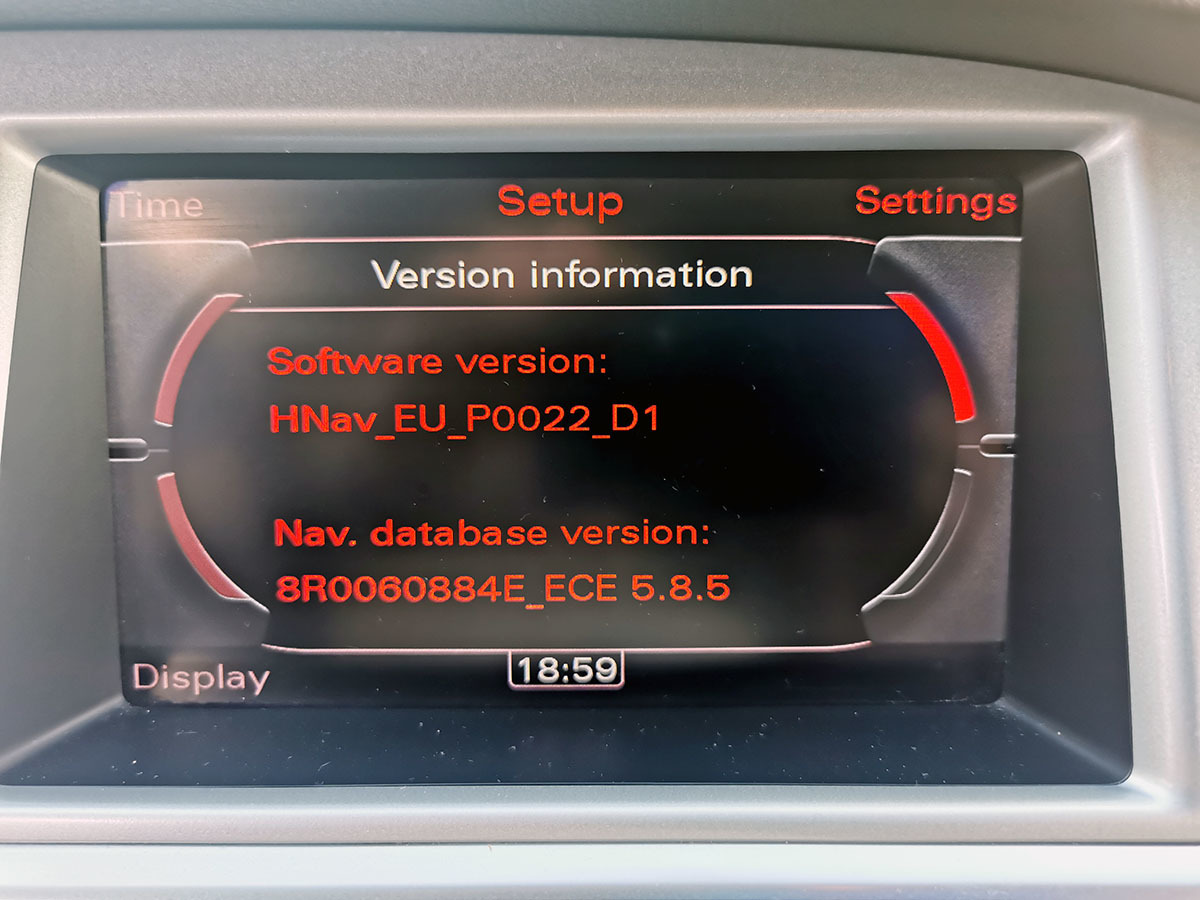 Time Setup Settings
Version information
Software version:
HNav_EU_P0022_D1
Nav. database version:
8R0060884E_ECE 5.8.5
Display 18:59